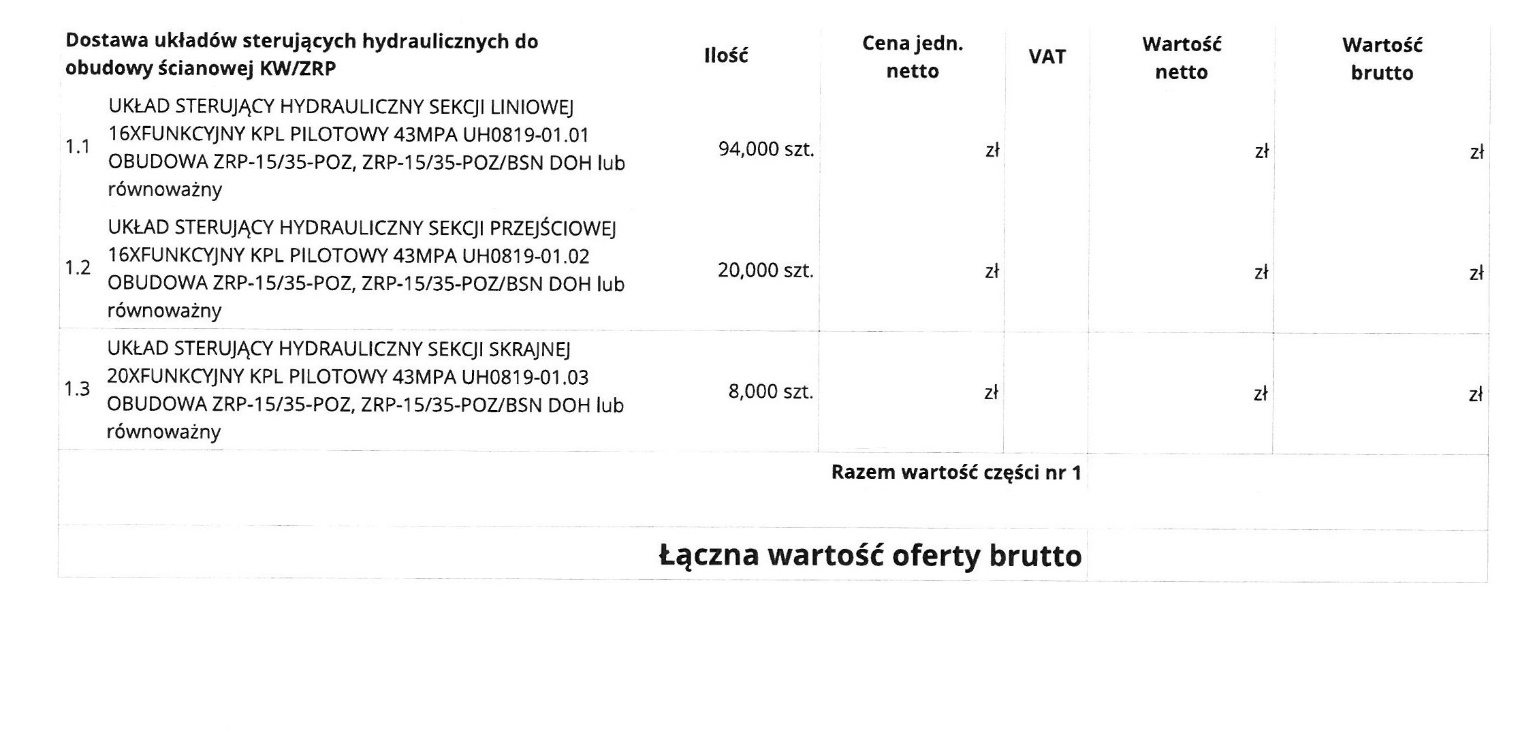 Dostawa układów sterujących hydraulicznych do
obudowy ścianowej KW/ZRP
Ilość
Cena jedn.
netto
VAT
Wartość
netto
Wartość
brutto
1.1
UKŁAD STERUJĄCY HYDRAULICZNY SEKCJI LINIOWEJ
16XFUNKCYJNY KPL PILOTOWY 43MPA UH0819-01.01
OBUDOWA ZRP-15/35-POZ, ZRP-15/35-POZ/BSN DOH lub
równoważny
94,000 szt.
zł
zł
zł
1.2
UKŁAD STERUJĄCY HYDRAULICZNY SEKCJI PRZEJŚCIOWEJ
16XFUNKCYJNY KPL PILOTOWY 43MPA UH0819-01.02
OBUDOWA ZRP-15/35-POZ, ZRP-15/35-POZ/BSN DOH lub
równoważny
20,000 szt.
zł
zł
zł
1.3
UKŁAD STERUJĄCY HYDRAULICZNY SEKCJI SKRAJNEJ
20XFUNKCYJNY KPL PILOTOWY 43MPA UH0819-01.03
OBUDOWA ZRP-15/35-POZ, ZRP-15/35-POZ/BSN DOH lub
równoważny
8,000 szt.
zł
zł
zł
Razem wartość części nr 1
Łączna wartość oferty brutto